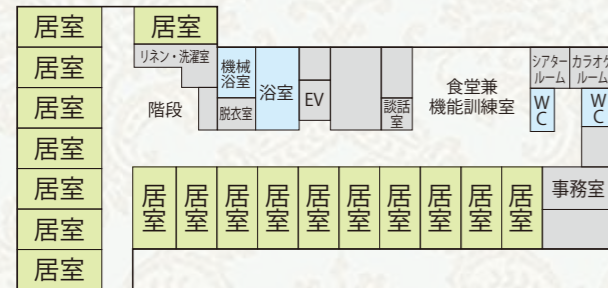 居室
居室
居室
居室
居室
居室
居室
居室
リネン・洗濯室
階段
機械
浴室
脱衣室
浴室
EV
談話
室
食堂兼
機能訓練室
シアター
ルーム
カラオケ
ルーム
WC
WC
居室
居室
居室
居室
居室
居室
居室
居室
居室
居室
事務室